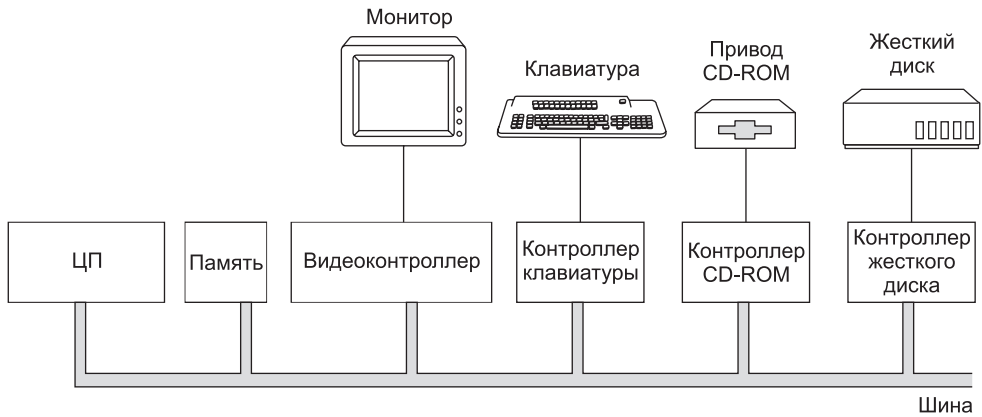 Монитор
Клавиатура
Привод
CD-ROM
Жесткий
диск
ЦП
Память
Видеоконтроллер
Контроллер
клавиатуры
Контроллер
CD-ROM
Контроллер
жесткого
диска
Шина